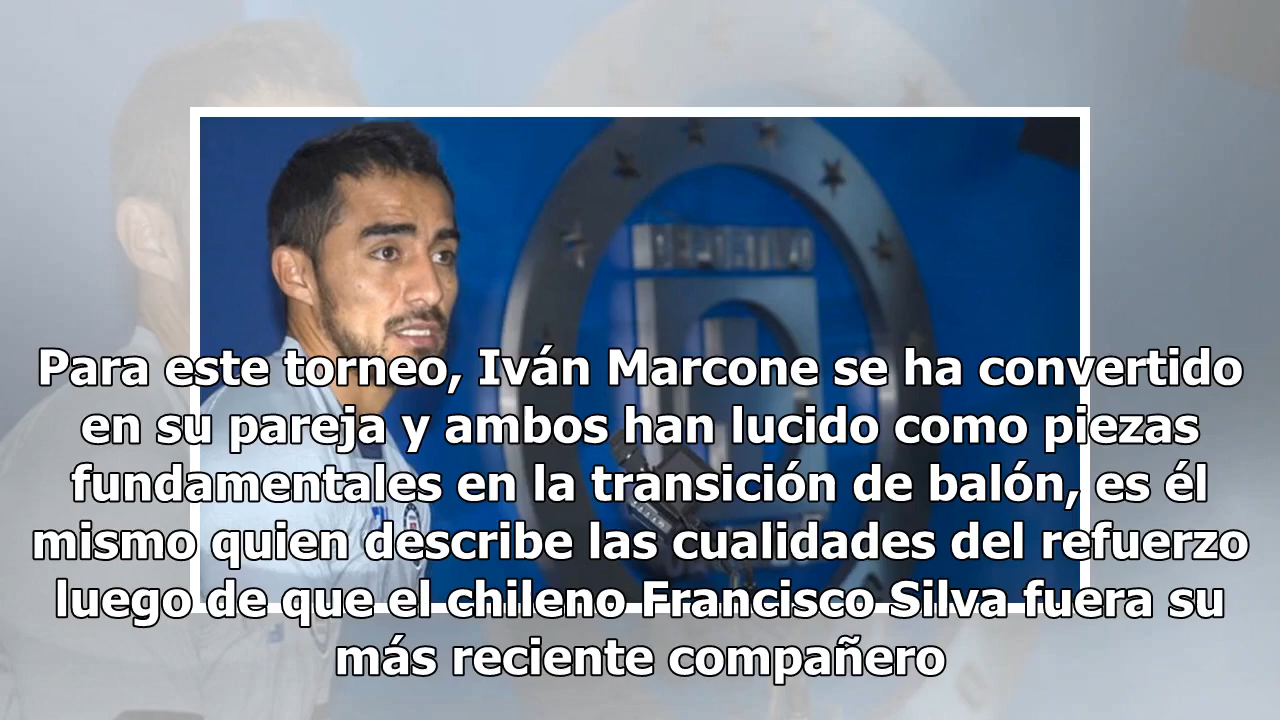 DEPORTIVO
Para este torneo, Iván Marcone se ha convertido
en su pareja y ambos han lucido como piezas
fundamentales en la transición de balón, es él
mismo quien describe las cualidades del refuerzo
luego de que el chileno Francisco Silva fuera su
más reciente compañero